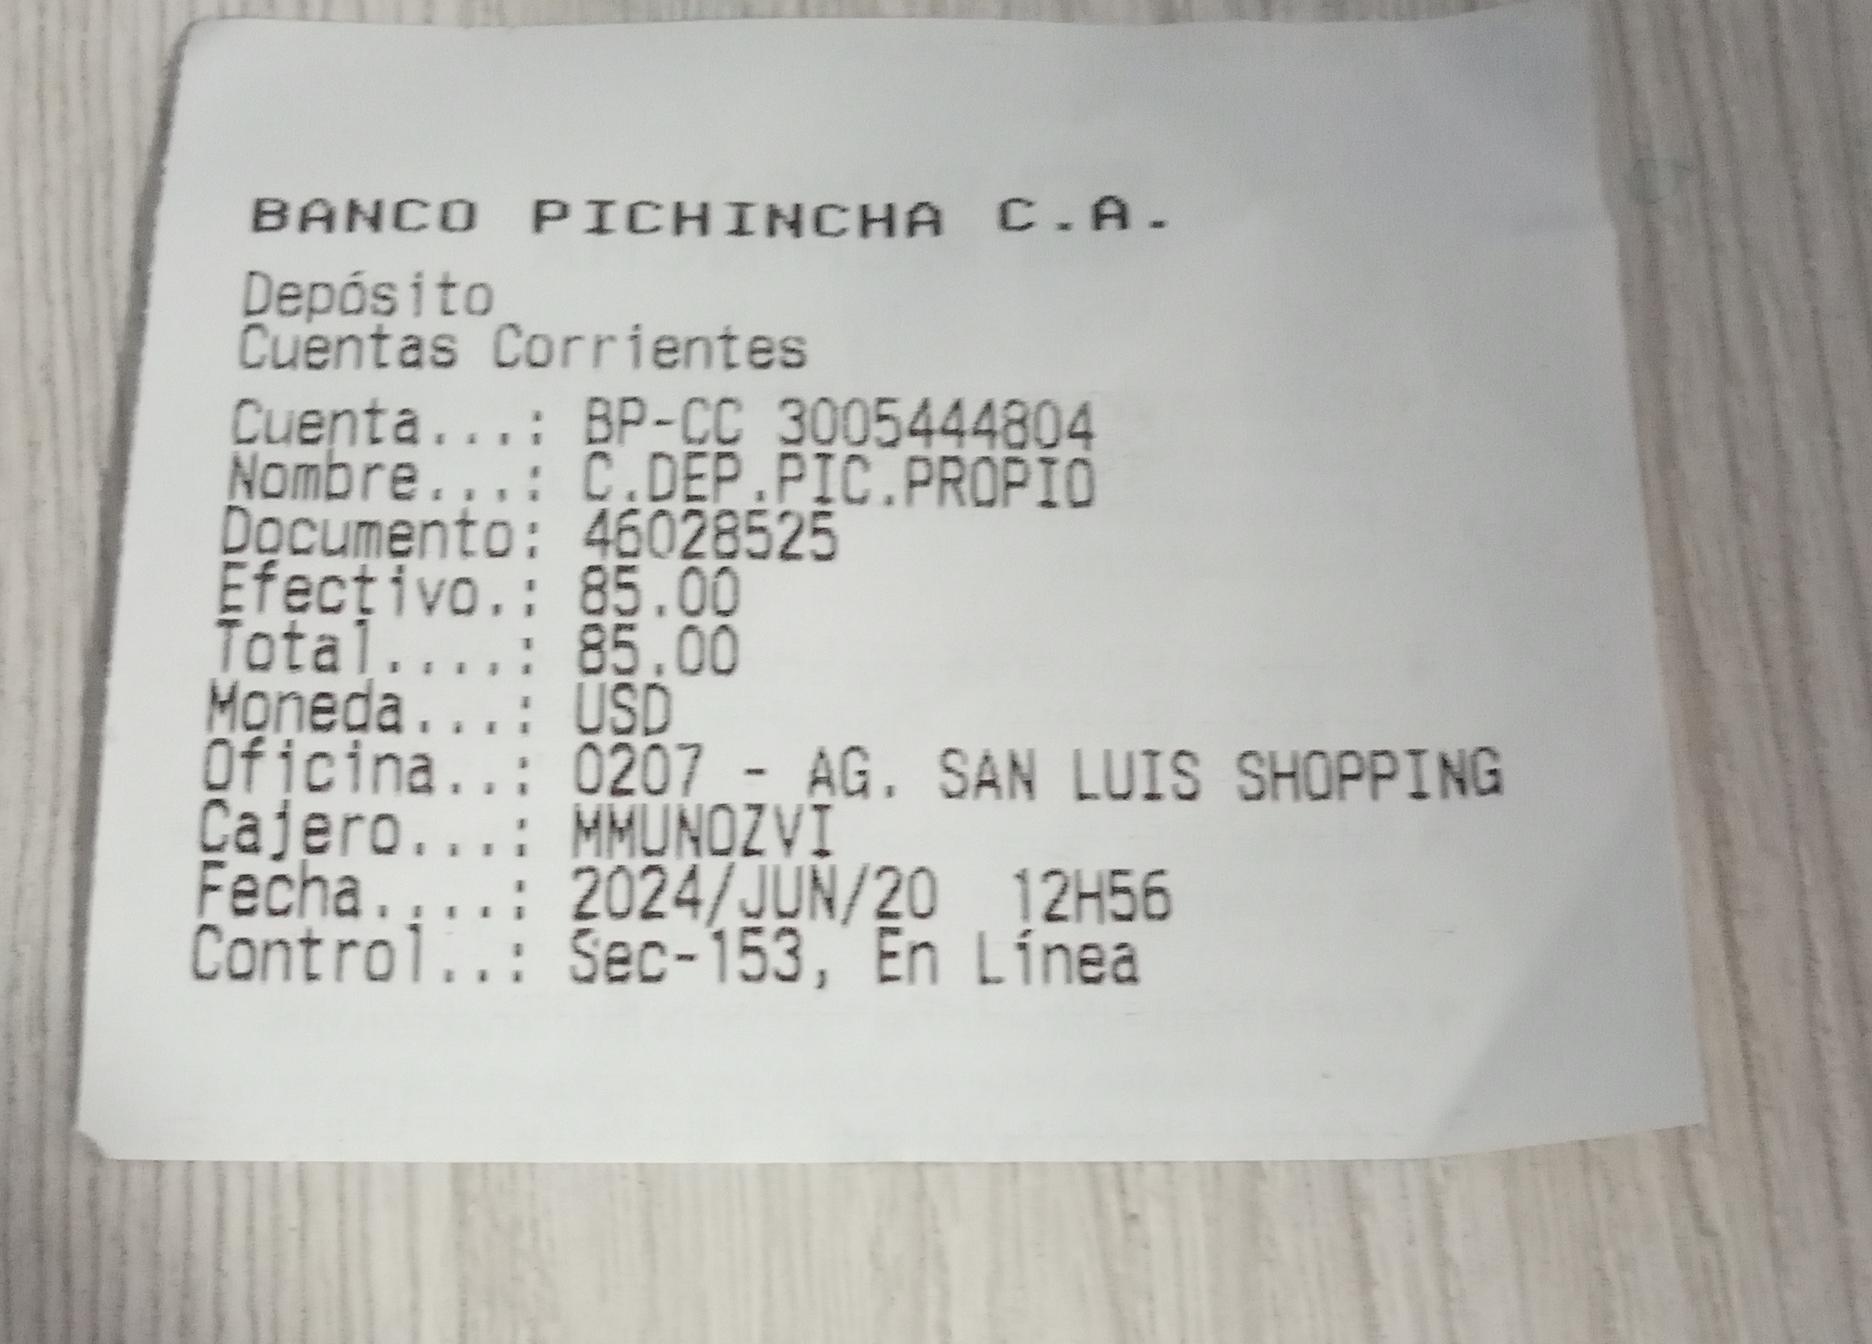 BANCO PICHINCHA C.A.
Depósito
Cuentas Corrientes
Cuenta...: BP-CC 3005444804
Nombre...: C.DEP.PIC.PROPIO
Documento: 46028525
Efectivo.: 85.00
Total....: 85.00
Moneda...: USD
Oficina..: 0207 - AG. SAN LUIS SHOPPING
Cajero...: MMUNOZVI
Fecha....: 2024/JUN/20  12H56
Control..: Sec-153, En Línea